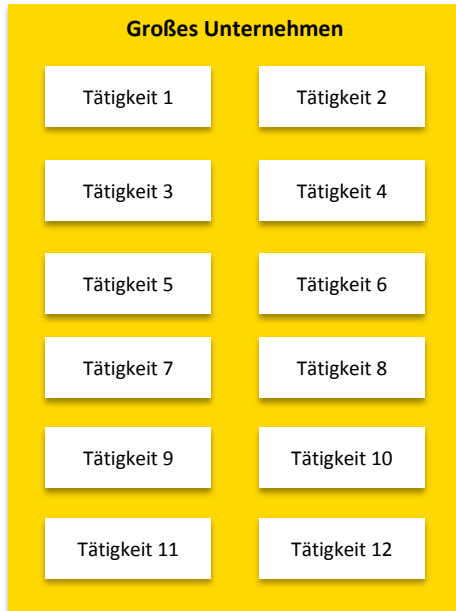 Großes Unternehmen
Tätigkeit 1
Tätigkeit 2
Tätigkeit 3
Tätigkeit 4
Tätigkeit 5
Tätigkeit 6
Tätigkeit 7
Tätigkeit 8
Tätigkeit 9
Tätigkeit 10
Tätigkeit 11
Tätigkeit 12